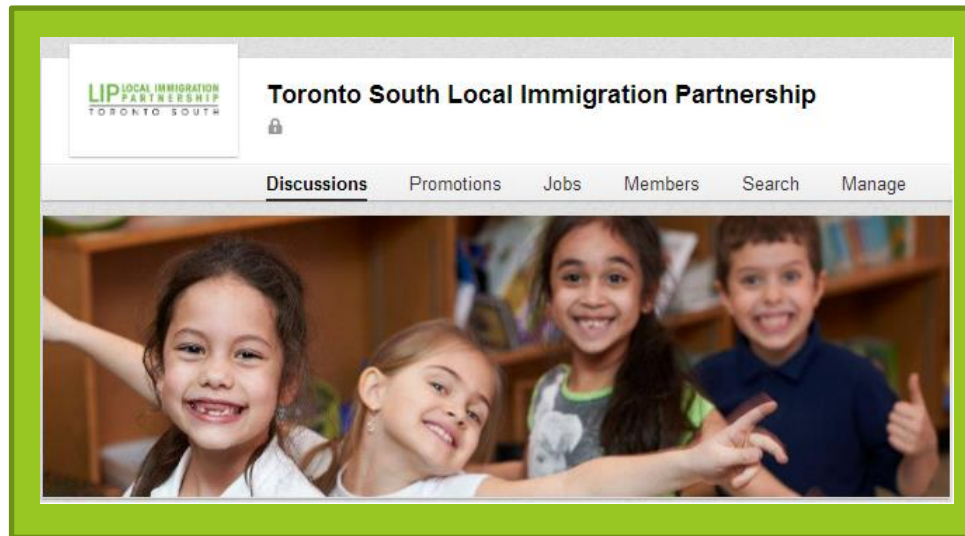 LIP LOCAL IMMIGRATION
PARTNERSHIP
TORONTO SOUTH
Toronto South Local Immigration Partnership
Discussions Promotions Jobs Members Search Manage